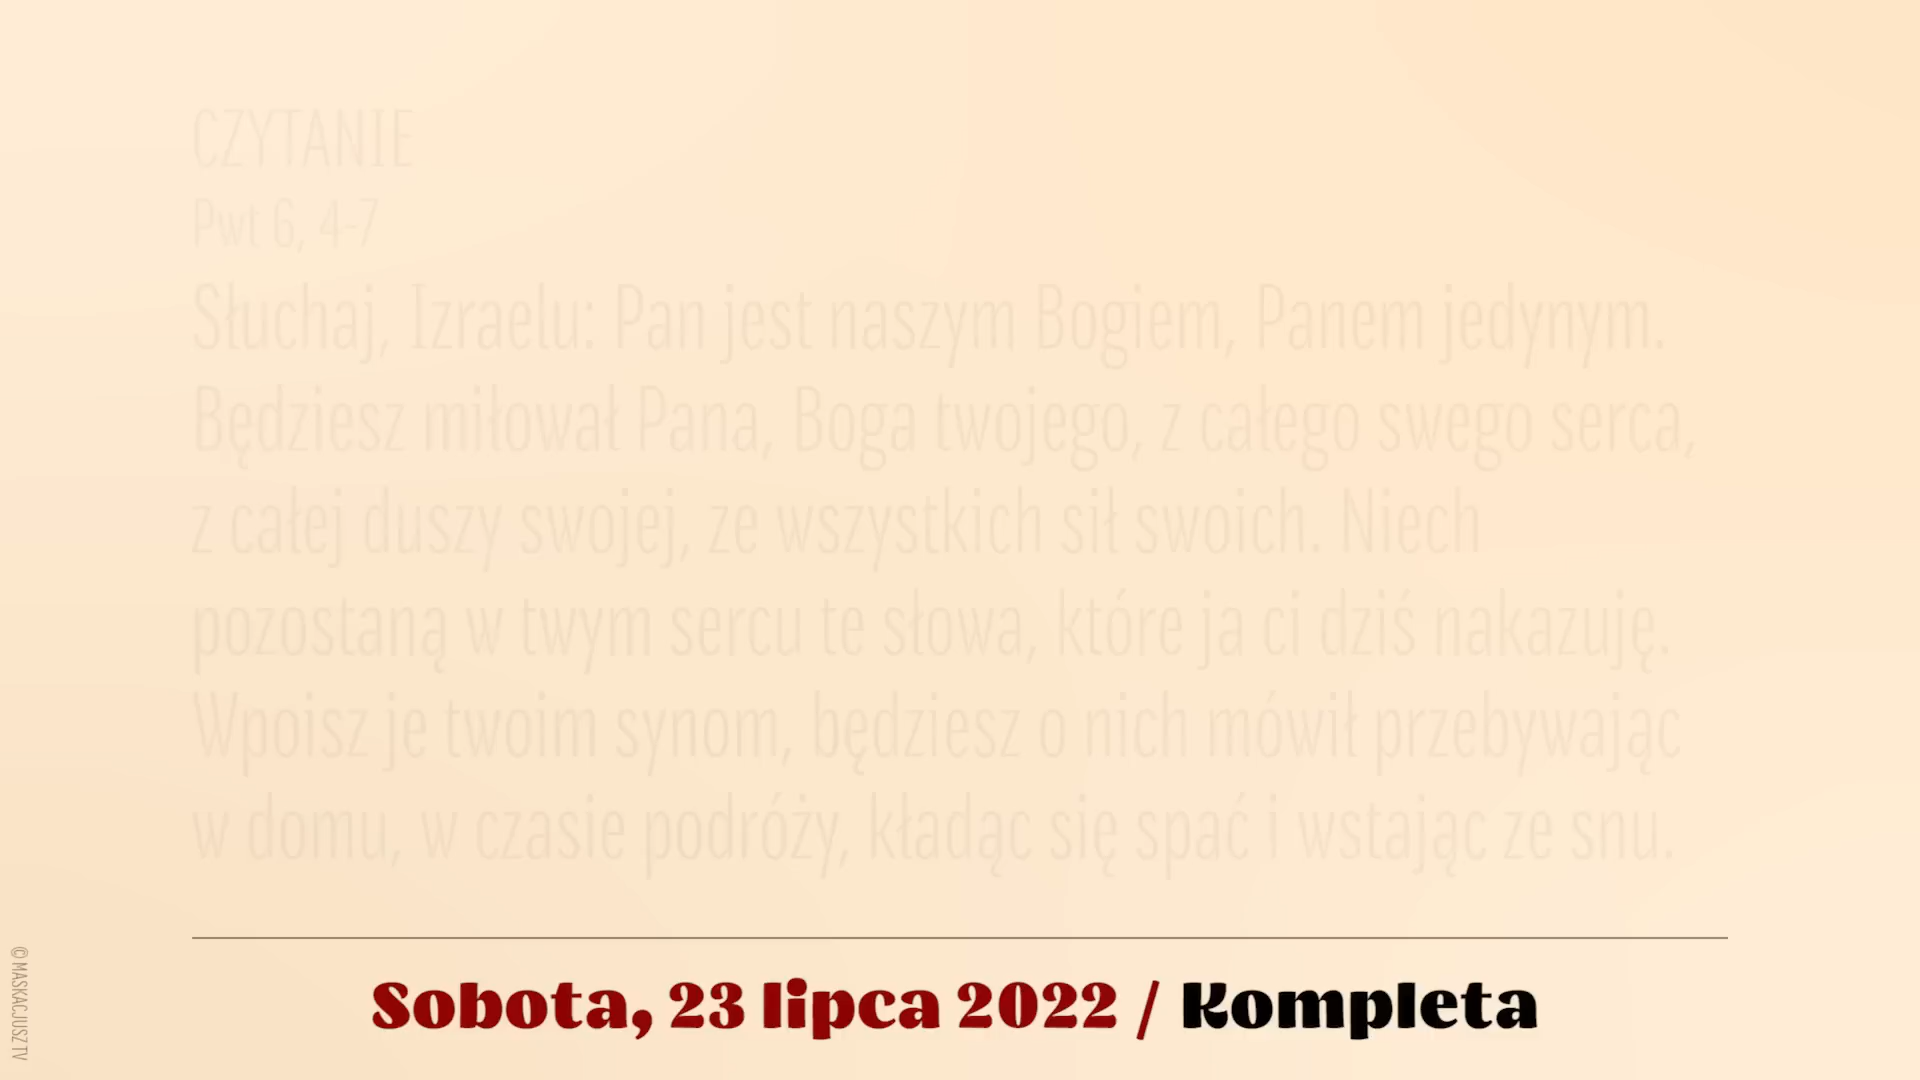 CZYTANIE
Pwt 6, 4-7
Słuchaj, Izraelu: Pan jest naszym Bogiem, Panem jedynym.
Będziesz miłował Pana, Boga twojego, z całego swego serca,
z całej duszy swojej, ze wszystkich sił swoich. Niech
pozostaną w twym sercu te słowa, które ja ci dziś nakazuję.
Wpoisz je twoim synom, będziesz o nich mówił przebywając
w domu, w czasie podróży, kładąc się spać i wstając ze snu.
Sobota, 23 lipca 2022 / Kompleta
© MASKACJUSZ TV